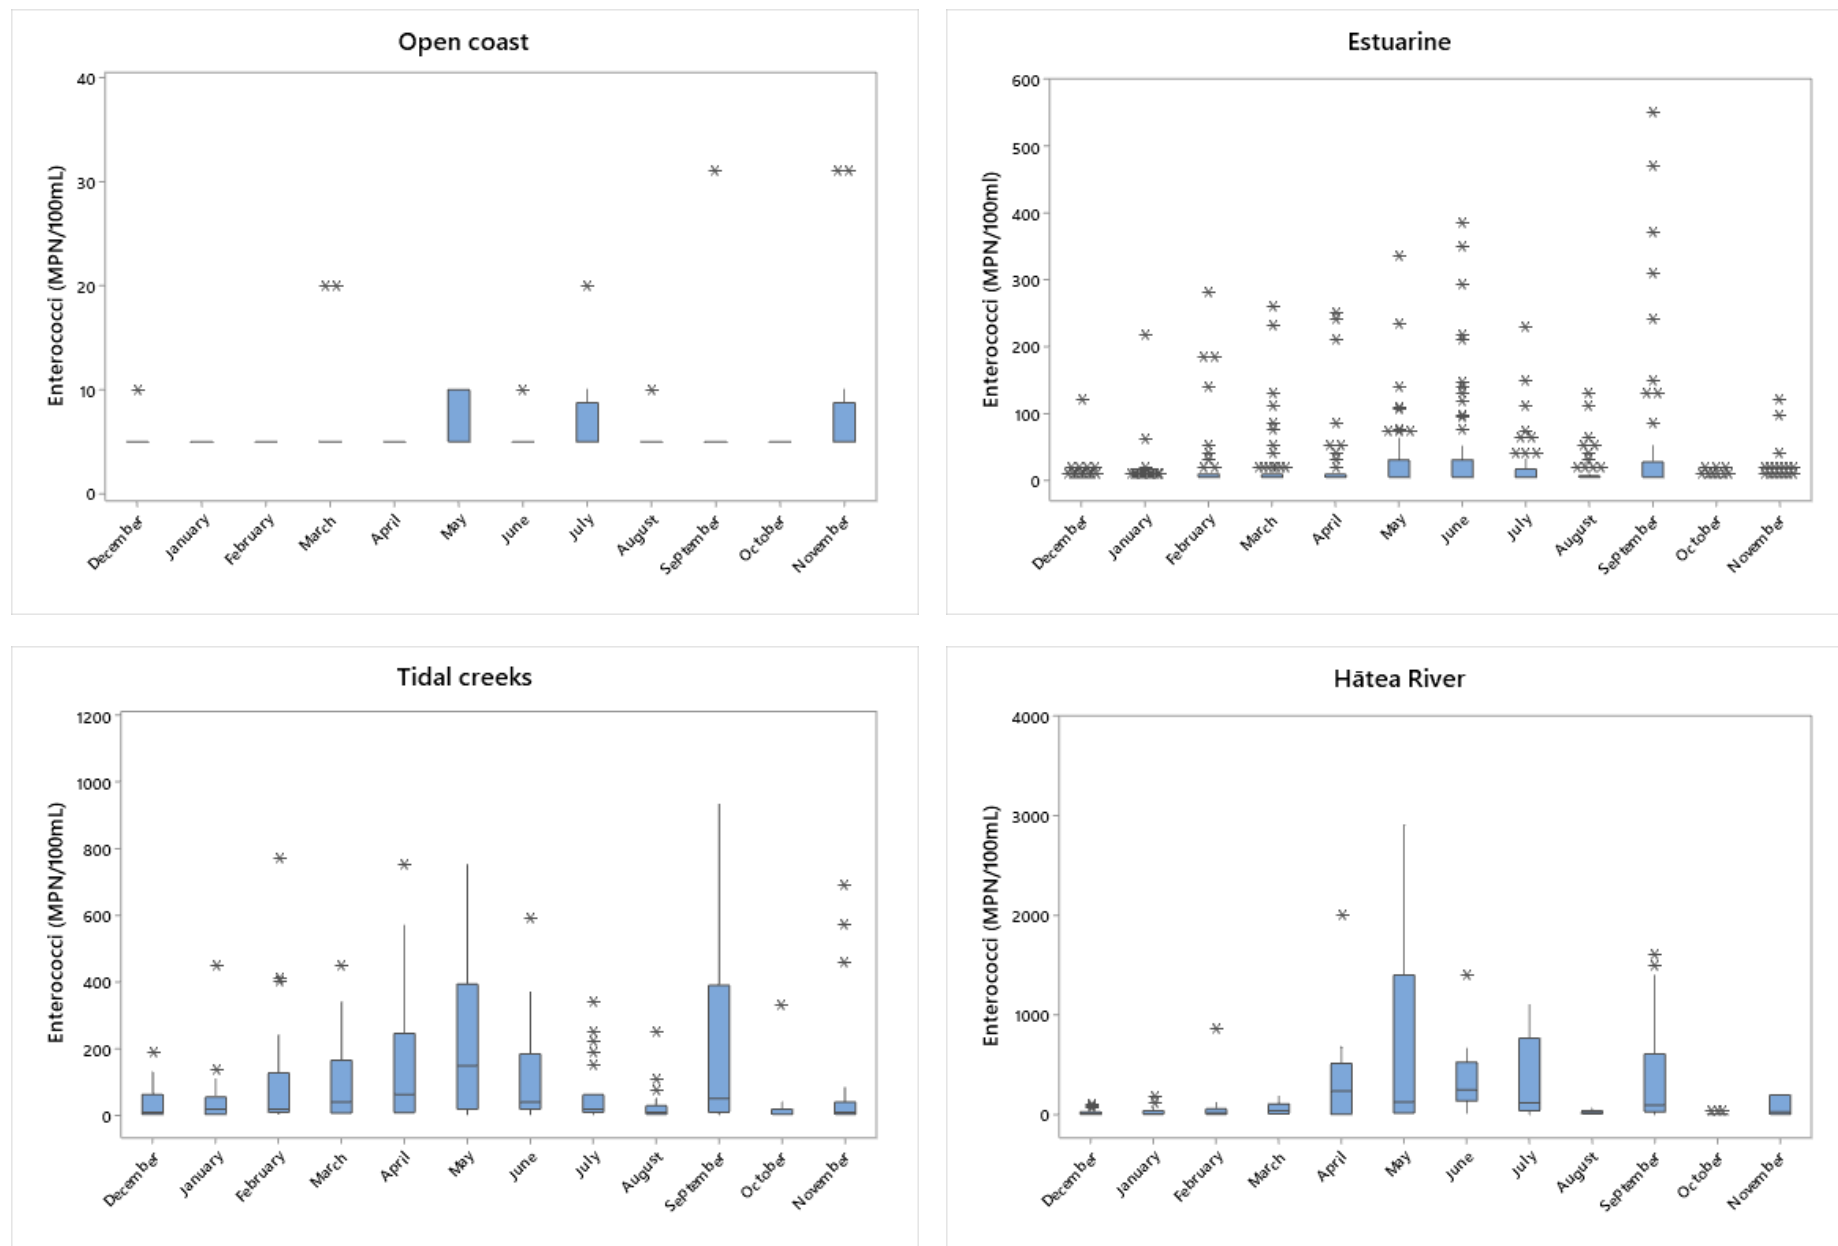 Open coast
Enterococci (MPN/100mL)
40
30
20
10
0
December
January
February
March
April
May
June
July
August
September
October
November
Estuarine
Enterococci (MPN/100ml)
600
500
400
300
200
100
0
December
January
February
March
April
May
June
July
August
September
October
November
Tidal creeks
Enterococci (MPN/100mL)
1200
1000
800
600
400
200
0
December
January
February
March
April
May
June
July
August
September
October
November
Hātea River
Enterococci (MPN/100mL)
4000
3000
2000
1000
0
December
January
February
March
April
May
June
July
August
September
October
November